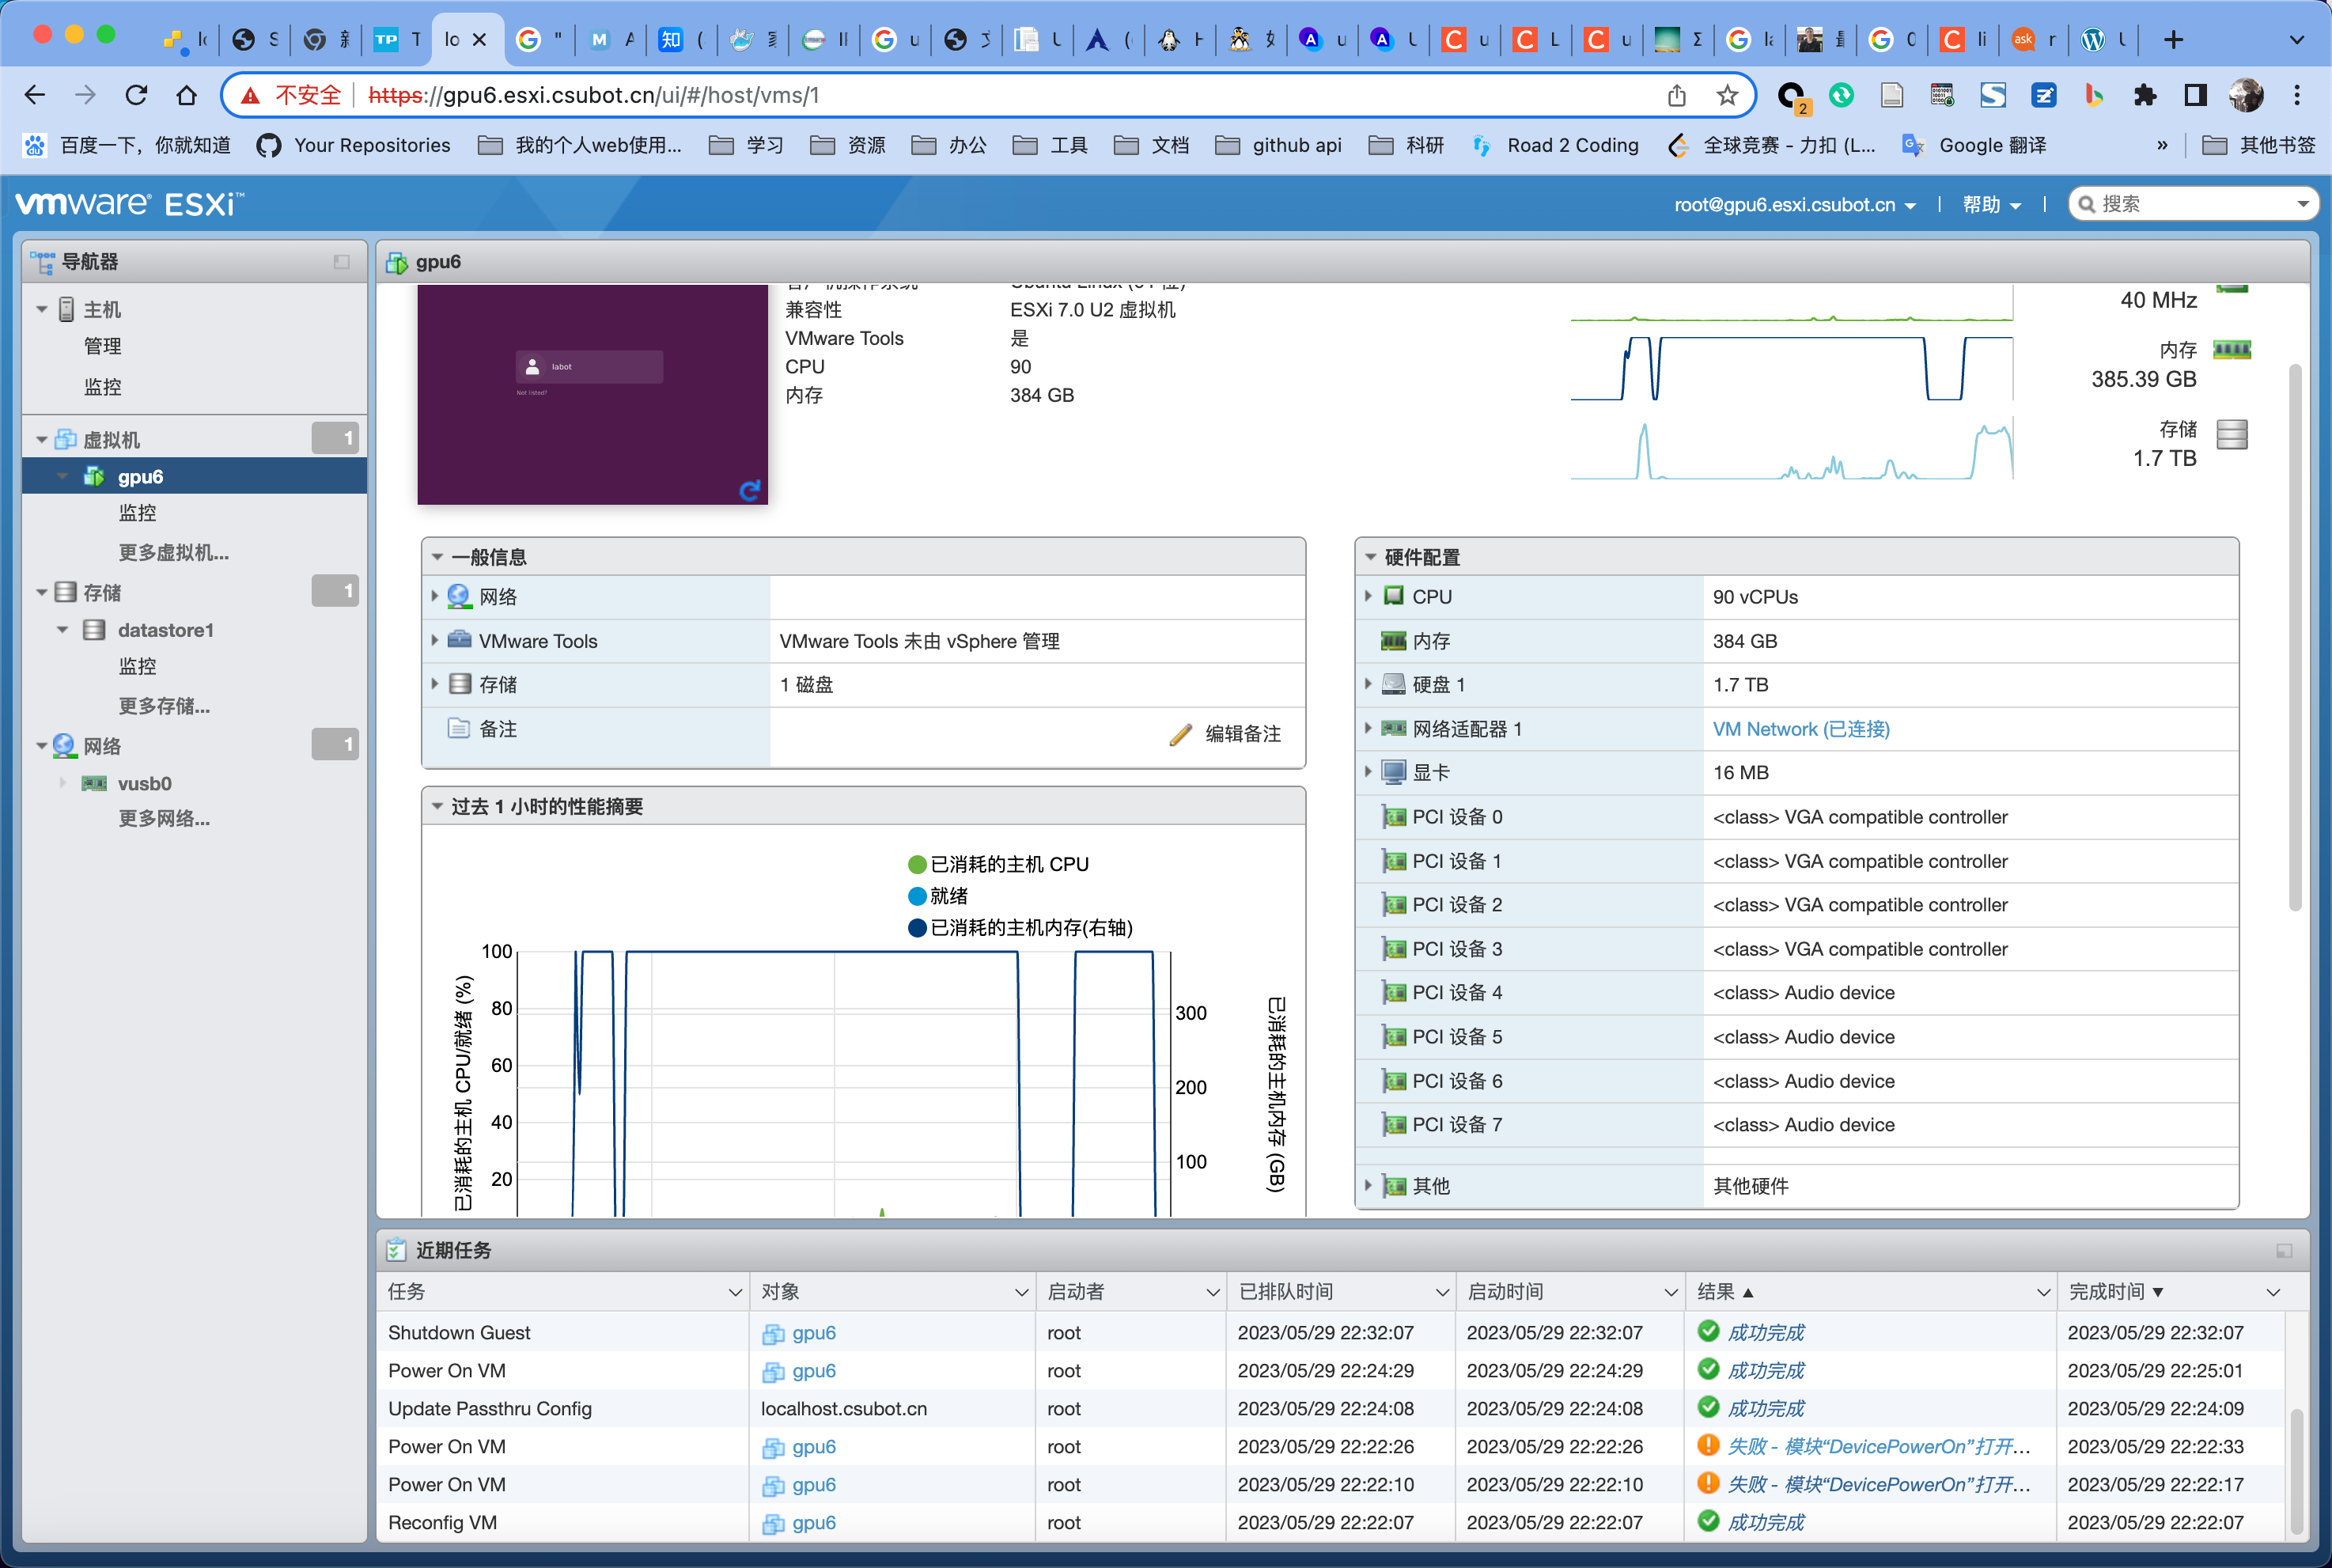 不安全 https://gpu6.esxi.csubot.cn/ui/#/host/vms/1
2
百度一下，你就知道 Your Repositories 我的个人web使用... 学习 资源 办公 工具 文档 github api 科研 Road 2 Coding 全球竞赛 - 力扣 (L... Google 翻译 » 其他书签
vmware ESXi™
root@gpu6.esxi.csubot.cn 帮助 搜索
导航器
主机
管理
监控
虚拟机 1
gpu6
监控
更多虚拟机...
存储 1
datastore1
监控
更多存储...
网络 1
vusb0
更多网络...
gpu6
labot
Not listed?
客户机操作系统 Ubuntu Linux (64 位)
兼容性 ESXi 7.0 U2 虚拟机
VMware Tools 是
CPU 90
内存 384 GB
40 MHz
内存
385.39 GB
存储
1.7 TB
一般信息
网络
VMware Tools VMware Tools 未由 vSphere 管理
存储 1 磁盘
备注 编辑备注
过去 1 小时的性能摘要
已消耗的主机 CPU
就绪
已消耗的主机内存(右轴)
已消耗的主机 CPU/就绪 (%)
100
80
60
40
20
300
200
100
已消耗的主机内存 (GB)
硬件配置
CPU 90 vCPUs
内存 384 GB
硬盘 1 1.7 TB
网络适配器 1 VM Network (已连接)
显卡 16 MB
PCI 设备 0 <class> VGA compatible controller
PCI 设备 1 <class> VGA compatible controller
PCI 设备 2 <class> VGA compatible controller
PCI 设备 3 <class> VGA compatible controller
PCI 设备 4 <class> Audio device
PCI 设备 5 <class> Audio device
PCI 设备 6 <class> Audio device
PCI 设备 7 <class> Audio device
其他 其他硬件
近期任务
任务 对象 启动者 已排队时间 启动时间 结果 ▲ 完成时间 ▼
Shutdown Guest gpu6 root 2023/05/29 22:32:07 2023/05/29 22:32:07 成功完成 2023/05/29 22:32:07
Power On VM gpu6 root 2023/05/29 22:24:29 2023/05/29 22:24:29 成功完成 2023/05/29 22:25:01
Update Passthru Config localhost.csubot.cn root 2023/05/29 22:24:08 2023/05/29 22:24:08 成功完成 2023/05/29 22:24:09
Power On VM gpu6 root 2023/05/29 22:22:26 2023/05/29 22:22:26 失败 - 模块“DevicePowerOn”打开... 2023/05/29 22:22:33
Power On VM gpu6 root 2023/05/29 22:22:10 2023/05/29 22:22:10 失败 - 模块“DevicePowerOn”打开... 2023/05/29 22:22:17
Reconfig VM gpu6 root 2023/05/29 22:22:07 2023/05/29 22:22:07 成功完成 2023/05/29 22:22:07